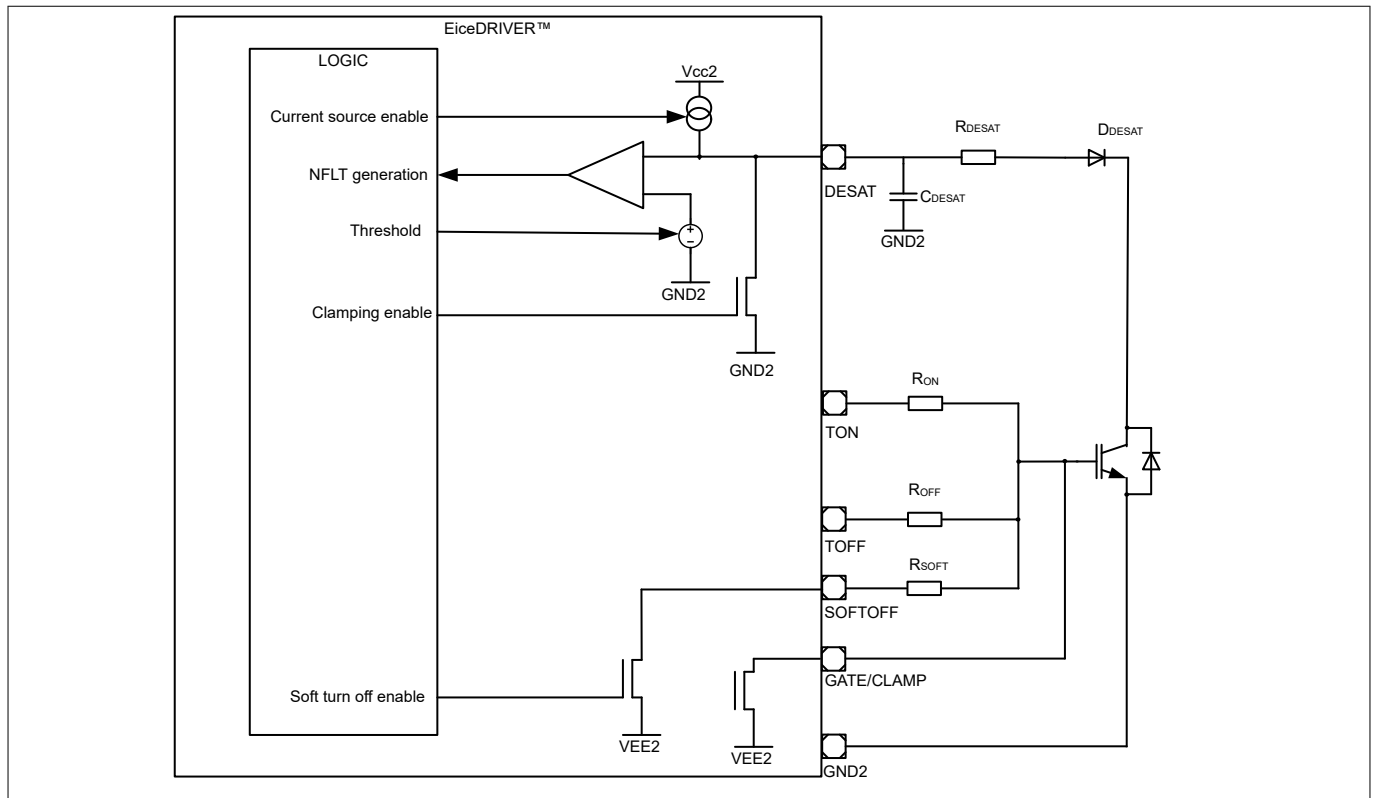 EiceDRIVER™
LOGIC
Vcc2
Current source enable
RDESAT
DDESAT
NFLT generation
DESAT
CDESAT
Threshold
+
−
GND2
GND2
Clamping enable
GND2
RON
TON
ROFF
TOFF
RSOFT
SOFTOFF
GATE/CLAMP
Soft turn off enable
VEE2
VEE2
GND2